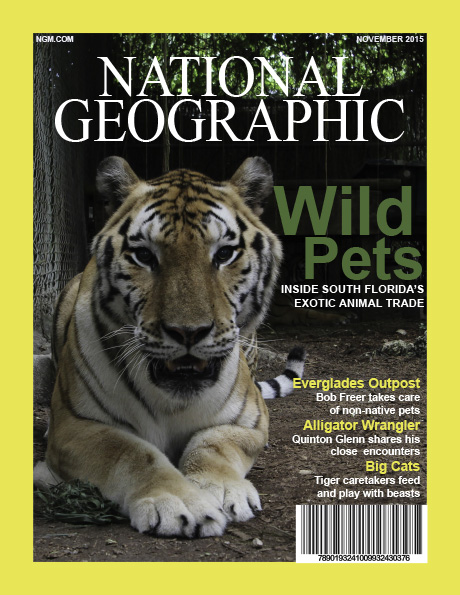 NGM.COM
NOVEMBER 2015
NATIONAL
GEOGRAPHIC
Wild
Pets
INSIDE SOUTH FLORIDA'S
EXOTIC ANIMAL TRADE
Everglades Outpost
Bob Freer takes care
of non-native pets
Alligator Wrangler
Quinton Glenn shares his
close encounters
Big Cats
Tiger caretakers feed
and play with beasts
7890193241009932430376